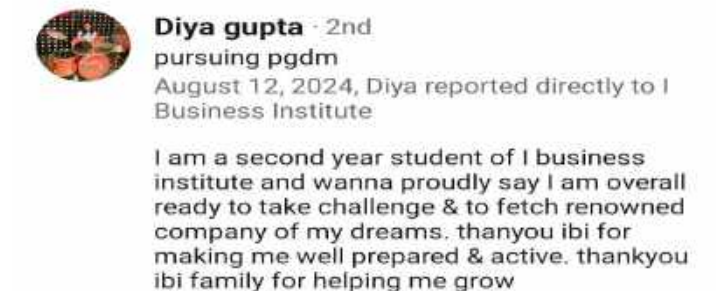 Diya gupta · 2nd
pursuing pgdm
August 12, 2024, Diya reported directly to I
Business Institute
I am a second year student of I business
institute and wanna proudly say I am overall
ready to take challenge & to fetch renowned
company of my dreams. thanyou ibi for
making me well prepared & active. thankyou
ibi family for helping me grow